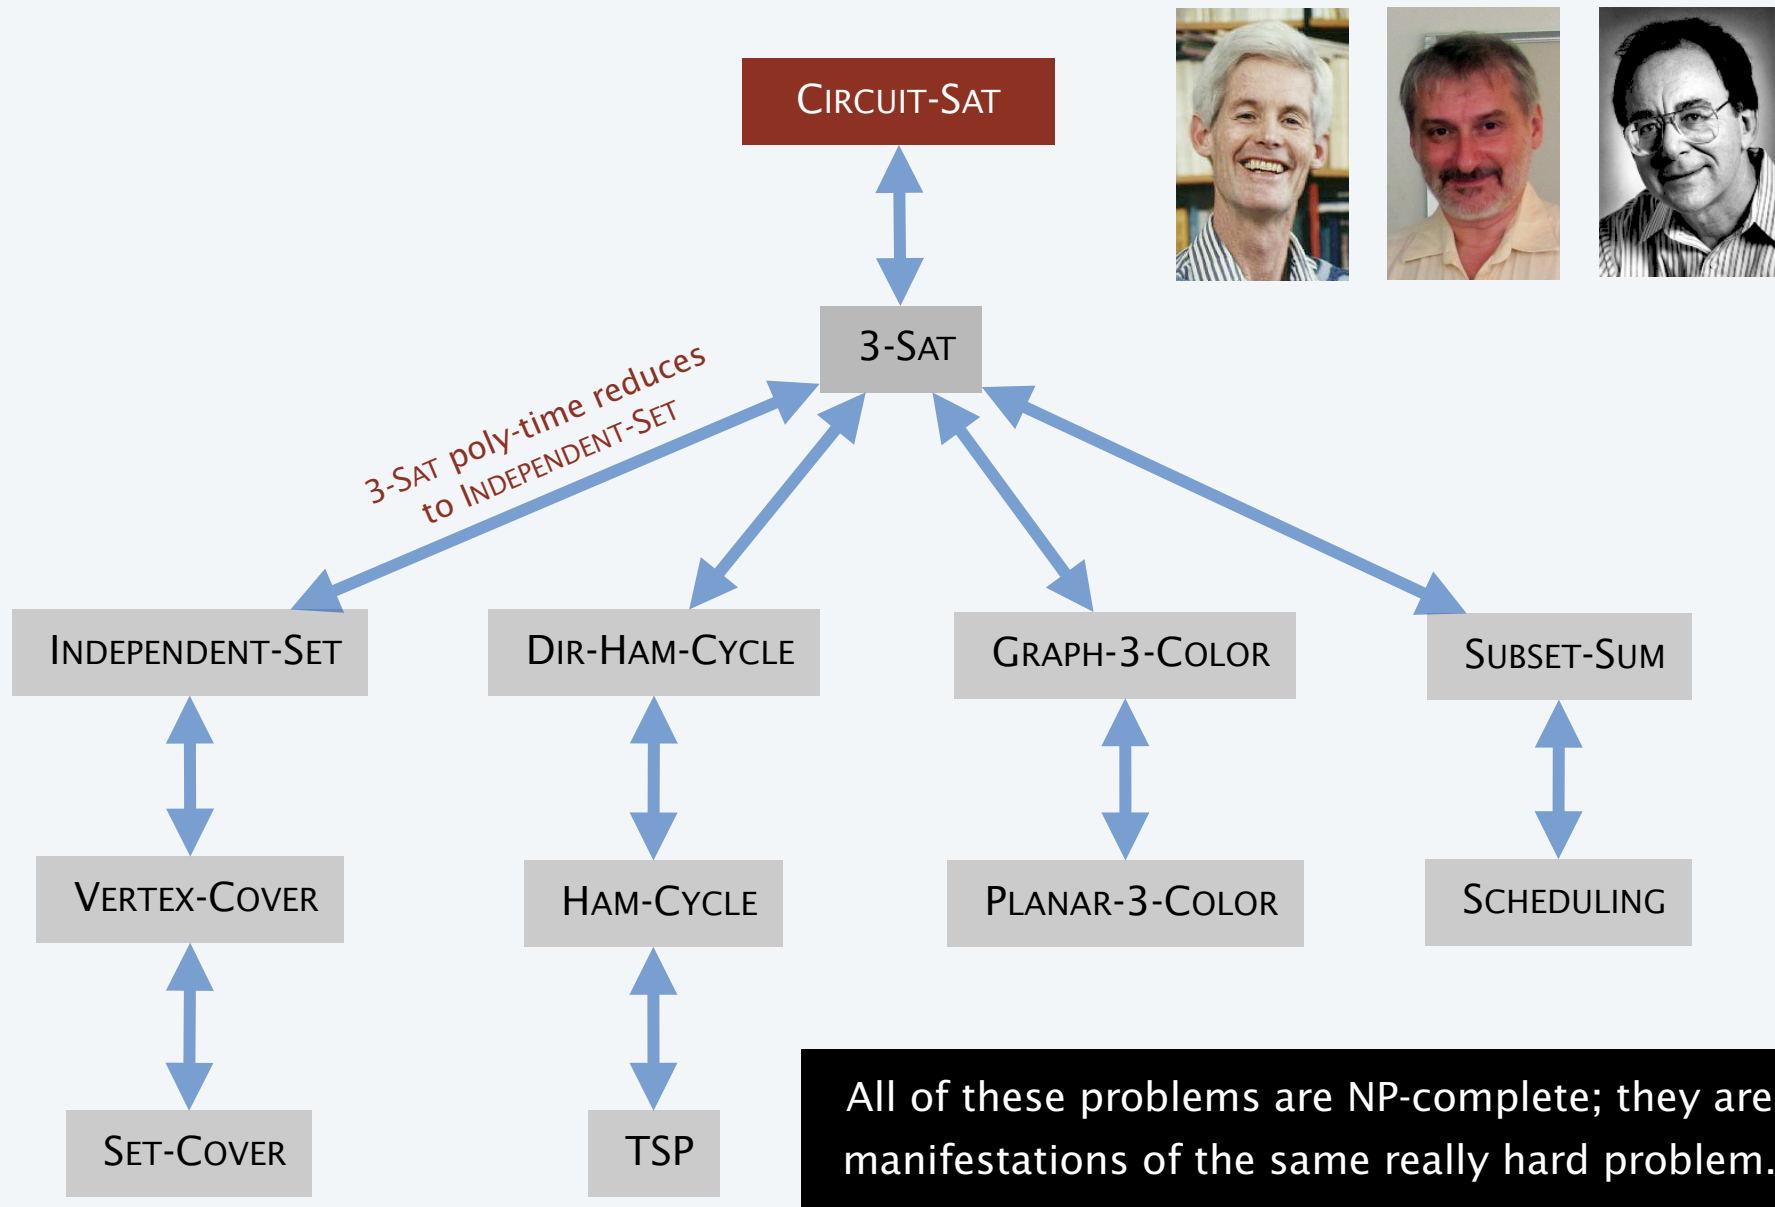 CIRCUIT-SAT
3-SAT
3-SAT poly-time reduces
to INDEPENDENT-SET
INDEPENDENT-SET
DIR-HAM-CYCLE
GRAPH-3-COLOR
SUBSET-SUM
VERTEX-COVER
HAM-CYCLE
PLANAR-3-COLOR
SCHEDULING
SET-COVER
TSP
All of these problems are NP-complete; they are
manifestations of the same really hard problem.